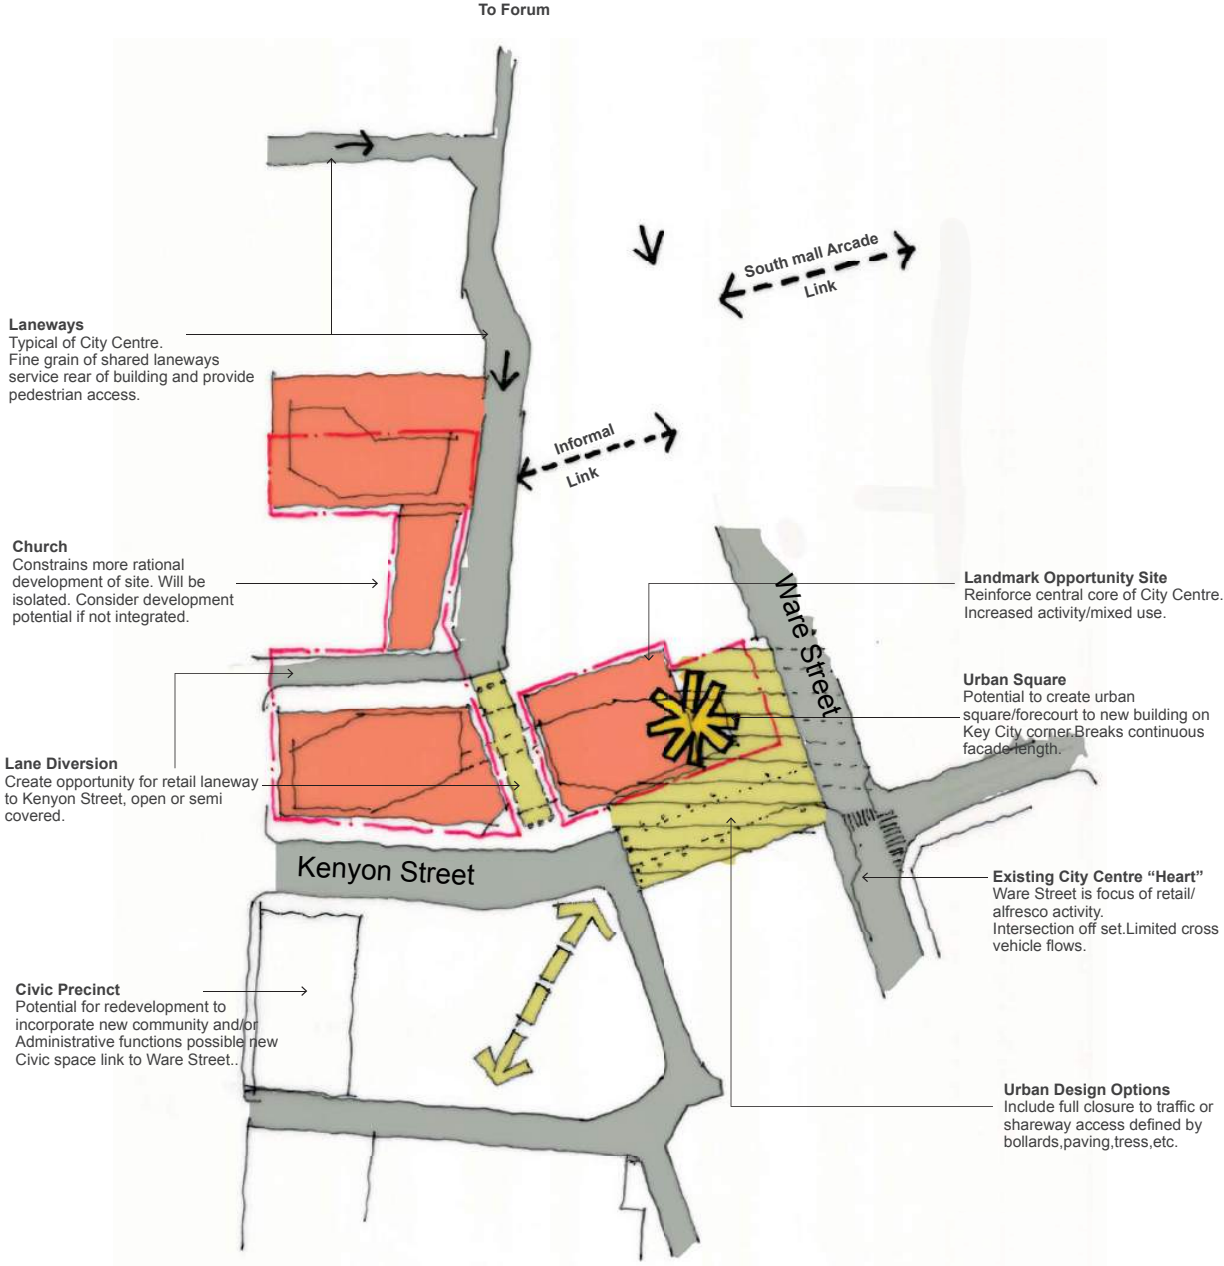 To Forum
South mall Arcade
Link
Laneways
Typical of City Centre.
Fine grain of shared laneways
service rear of building and provide
pedestrian access.
Informal
Link
Church
Constrains more rational
development of site. Will be
isolated. Consider development
potential if not integrated.
Ware Street
Landmark Opportunity Site
Reinforce central core of City Centre.
Increased activity/mixed use.
Urban Square
Potential to create urban
square/forecourt to new building on
Key City corner.Breaks continuous
facade length.
Lane Diversion
Create opportunity for retail laneway
to Kenyon Street, open or semi
covered.
Kenyon Street
Existing City Centre “Heart”
Ware Street is focus of retail/
alfresco activity.
Intersection off set.Limited cross
vehicle flows.
Civic Precinct
Potential for redevelopment to
incorporate new community and/or
Administrative functions possible new
Civic space link to Ware Street..
Urban Design Options
Include full closure to traffic or
shareway access defined by
bollards,paving,tress,etc.